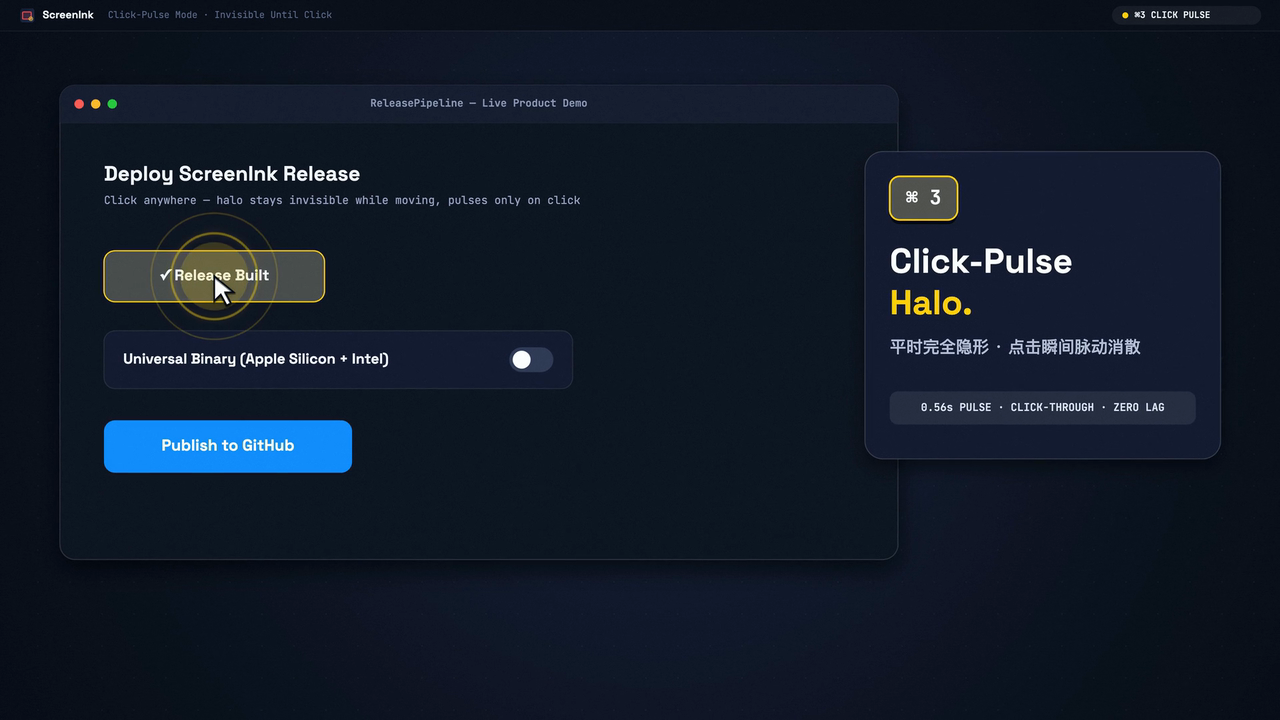 ScreenInk Click-Pulse Mode · Invisible Until Click
⌘3 CLICK PULSE
ReleasePipeline — Live Product Demo
Deploy ScreenInk Release
Click anywhere — halo stays invisible while moving, pulses only on click
✓ Release Built
Universal Binary (Apple Silicon + Intel)
Publish to GitHub
⌘ 3
Click-Pulse
Halo.
平时完全隐形 · 点击瞬间脉动消散
0.56s PULSE · CLICK-THROUGH · ZERO LAG